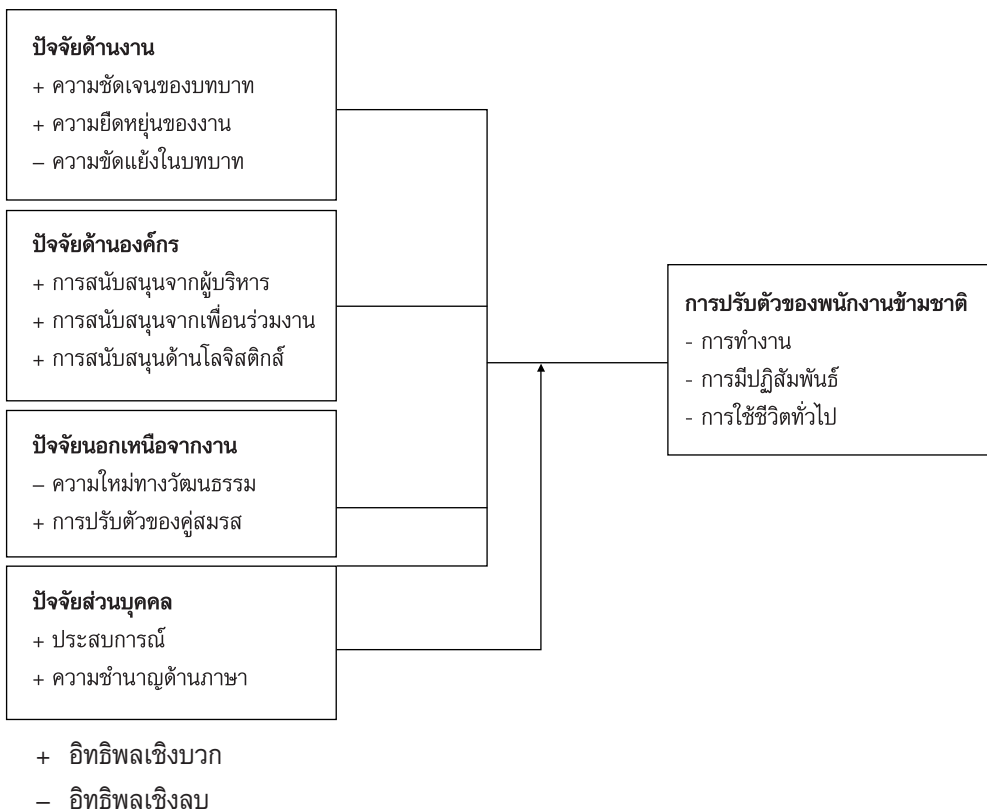 ปัจจัยด้านงาน
+ ความชัดเจนของบทบาท
+ ความยืดหยุ่นของงาน
– ความขัดแย้งในบทบาท
ปัจจัยด้านองค์กร
+ การสนับสนุนจากผู้บริหาร
+ การสนับสนุนจากเพื่อนร่วมงาน
+ การสนับสนุนด้านโลจิสติกส์
ปัจจัยนอกเหนือจากงาน
– ความใหม่ทางวัฒนธรรม
+ การปรับตัวของคู่สมรส
ปัจจัยส่วนบุคคล
+ ประสบการณ์
+ ความชำนาญด้านภาษา
การปรับตัวของพนักงานข้ามชาติ
- การทำงาน
- การมีปฏิสัมพันธ์
- การใช้ชีวิตทั่วไป
+ อิทธิพลเชิงบวก
– อิทธิพลเชิงลบ